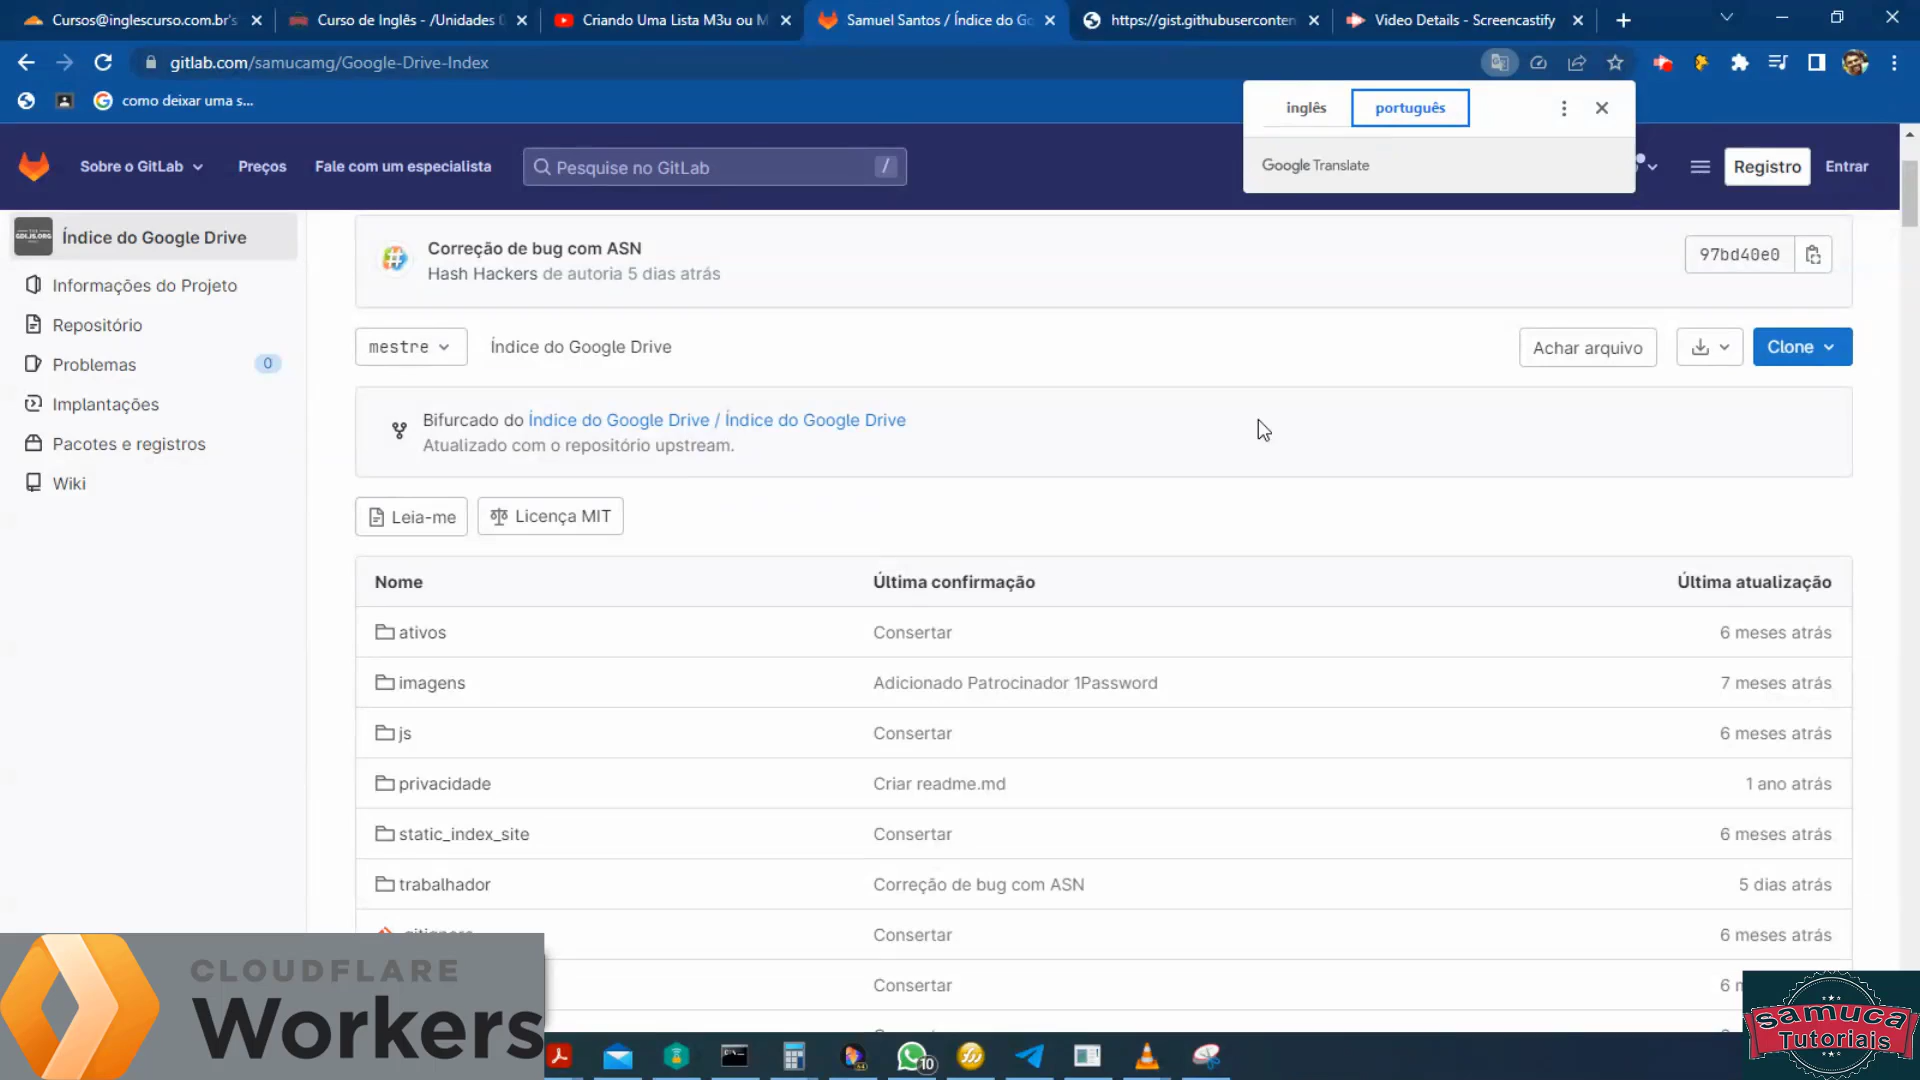 Cursos@inglescurso.com.br's
Curso de Inglês - /Unidades
Criando Uma Lista M3u ou M
Samuel Santos / Índice do Go
https://gist.githubuserconten
Video Details - Screencastify
gitlab.com/samucamg/Google-Drive-Index
como deixar uma s...
inglês
português
Google Translate
Sobre o GitLab
Preços
Fale com um especialista
Pesquise no GitLab
/
Registro
Entrar
Índice do Google Drive
Informações do Projeto
Repositório
Problemas
0
Implantações
Pacotes e registros
Wiki
Correção de bug com ASN
Hash Hackers de autoria 5 dias atrás
97bd40e0
mestre
Índice do Google Drive
Achar arquivo
Clone
Bifurcado do Índice do Google Drive / Índice do Google Drive
Atualizado com o repositório upstream.
Leia-me
Licença MIT
Nome Última confirmação Última atualização
ativos Consertar 6 meses atrás
imagens Adicionado Patrocinador 1Password 7 meses atrás
js Consertar 6 meses atrás
privacidade Criar readme.md 1 ano atrás
static_index_site Consertar 6 meses atrás
trabalhador Correção de bug com ASN 5 dias atrás
Consertar 6 meses atrás
Consertar 6
CLOUDFLARE
Workers
10
samuca
Tutoriais